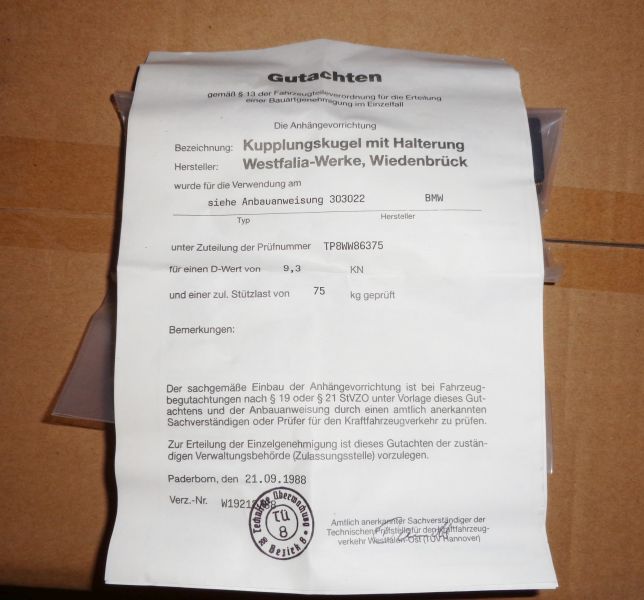 Gutachten
gemäß § 13 der Fahrzeugteileverordnung für die Erteilung
einer Bauartgenehmigung im Einzelfall
Die Anhängevorrichtung
Bezeichnung: Kupplungskugel mit Halterung
Hersteller: Westfalia-Werke, Wiedenbrück
wurde für die Verwendung am
siehe Anbauanweisung 303022 BMW
Typ Hersteller
unter Zuteilung der Prüfnummer TP8WW86375
für einen D-Wert von 9,3 KN
und einer zul. Stützlast von 75 kg geprüft
Bemerkungen:
Der sachgemäße Einbau der Anhängevorrichtung ist bei Fahrzeug-
begutachtungen nach § 19 oder § 21 StVZO unter Vorlage dieses Gut-
achtens und der Anbauanweisung durch einen amtlich anerkannten
Sachverständigen oder Prüfer für den Kraftfahrzeugverkehr zu prüfen.
Zur Erteilung der Einzelgenehmigung ist dieses Gutachten der zustän-
digen Verwaltungsbehörde (Zulassungsstelle) vorzulegen.
Paderborn, den 21.09.1988
Verz.-Nr.
Technische Überwachung
TÜ
8
Bezirk 8
Amtlich anerkannter Sachverständiger der
Technischen Prüfstelle für den Kraftfahrzeug-
verkehr Westfalen-Ost (TÜV Hannover)